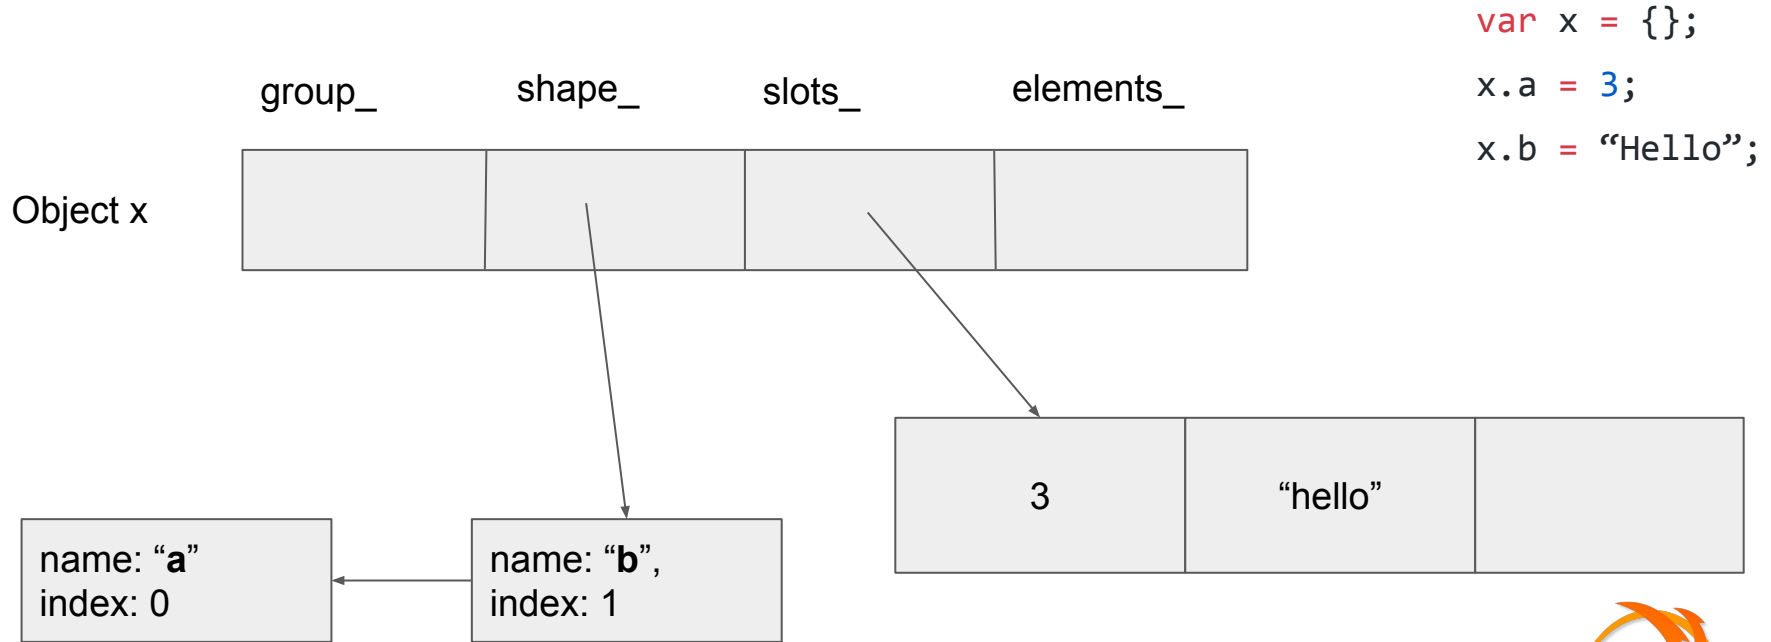 var x = {};
x.a = 3;
x.b = “Hello”;
group_ shape_ slots_ elements_
Object x
3 “hello”
name: “a”
index: 0
name: “b”,
index: 1